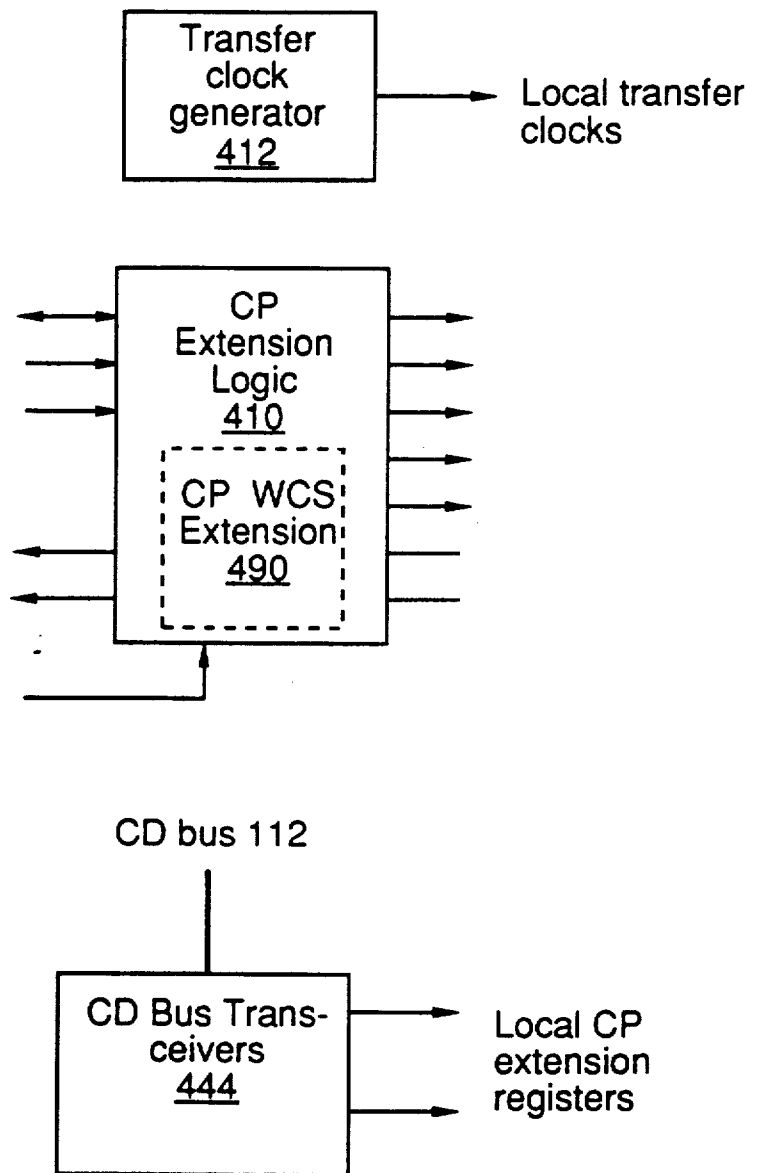 Transfer
clock
generator
412
Local transfer
clocks
CP
Extension
Logic
410
CP WCS
Extension
490
CD bus 112
CD Bus Trans-
ceivers
444
Local CP
extension
registers